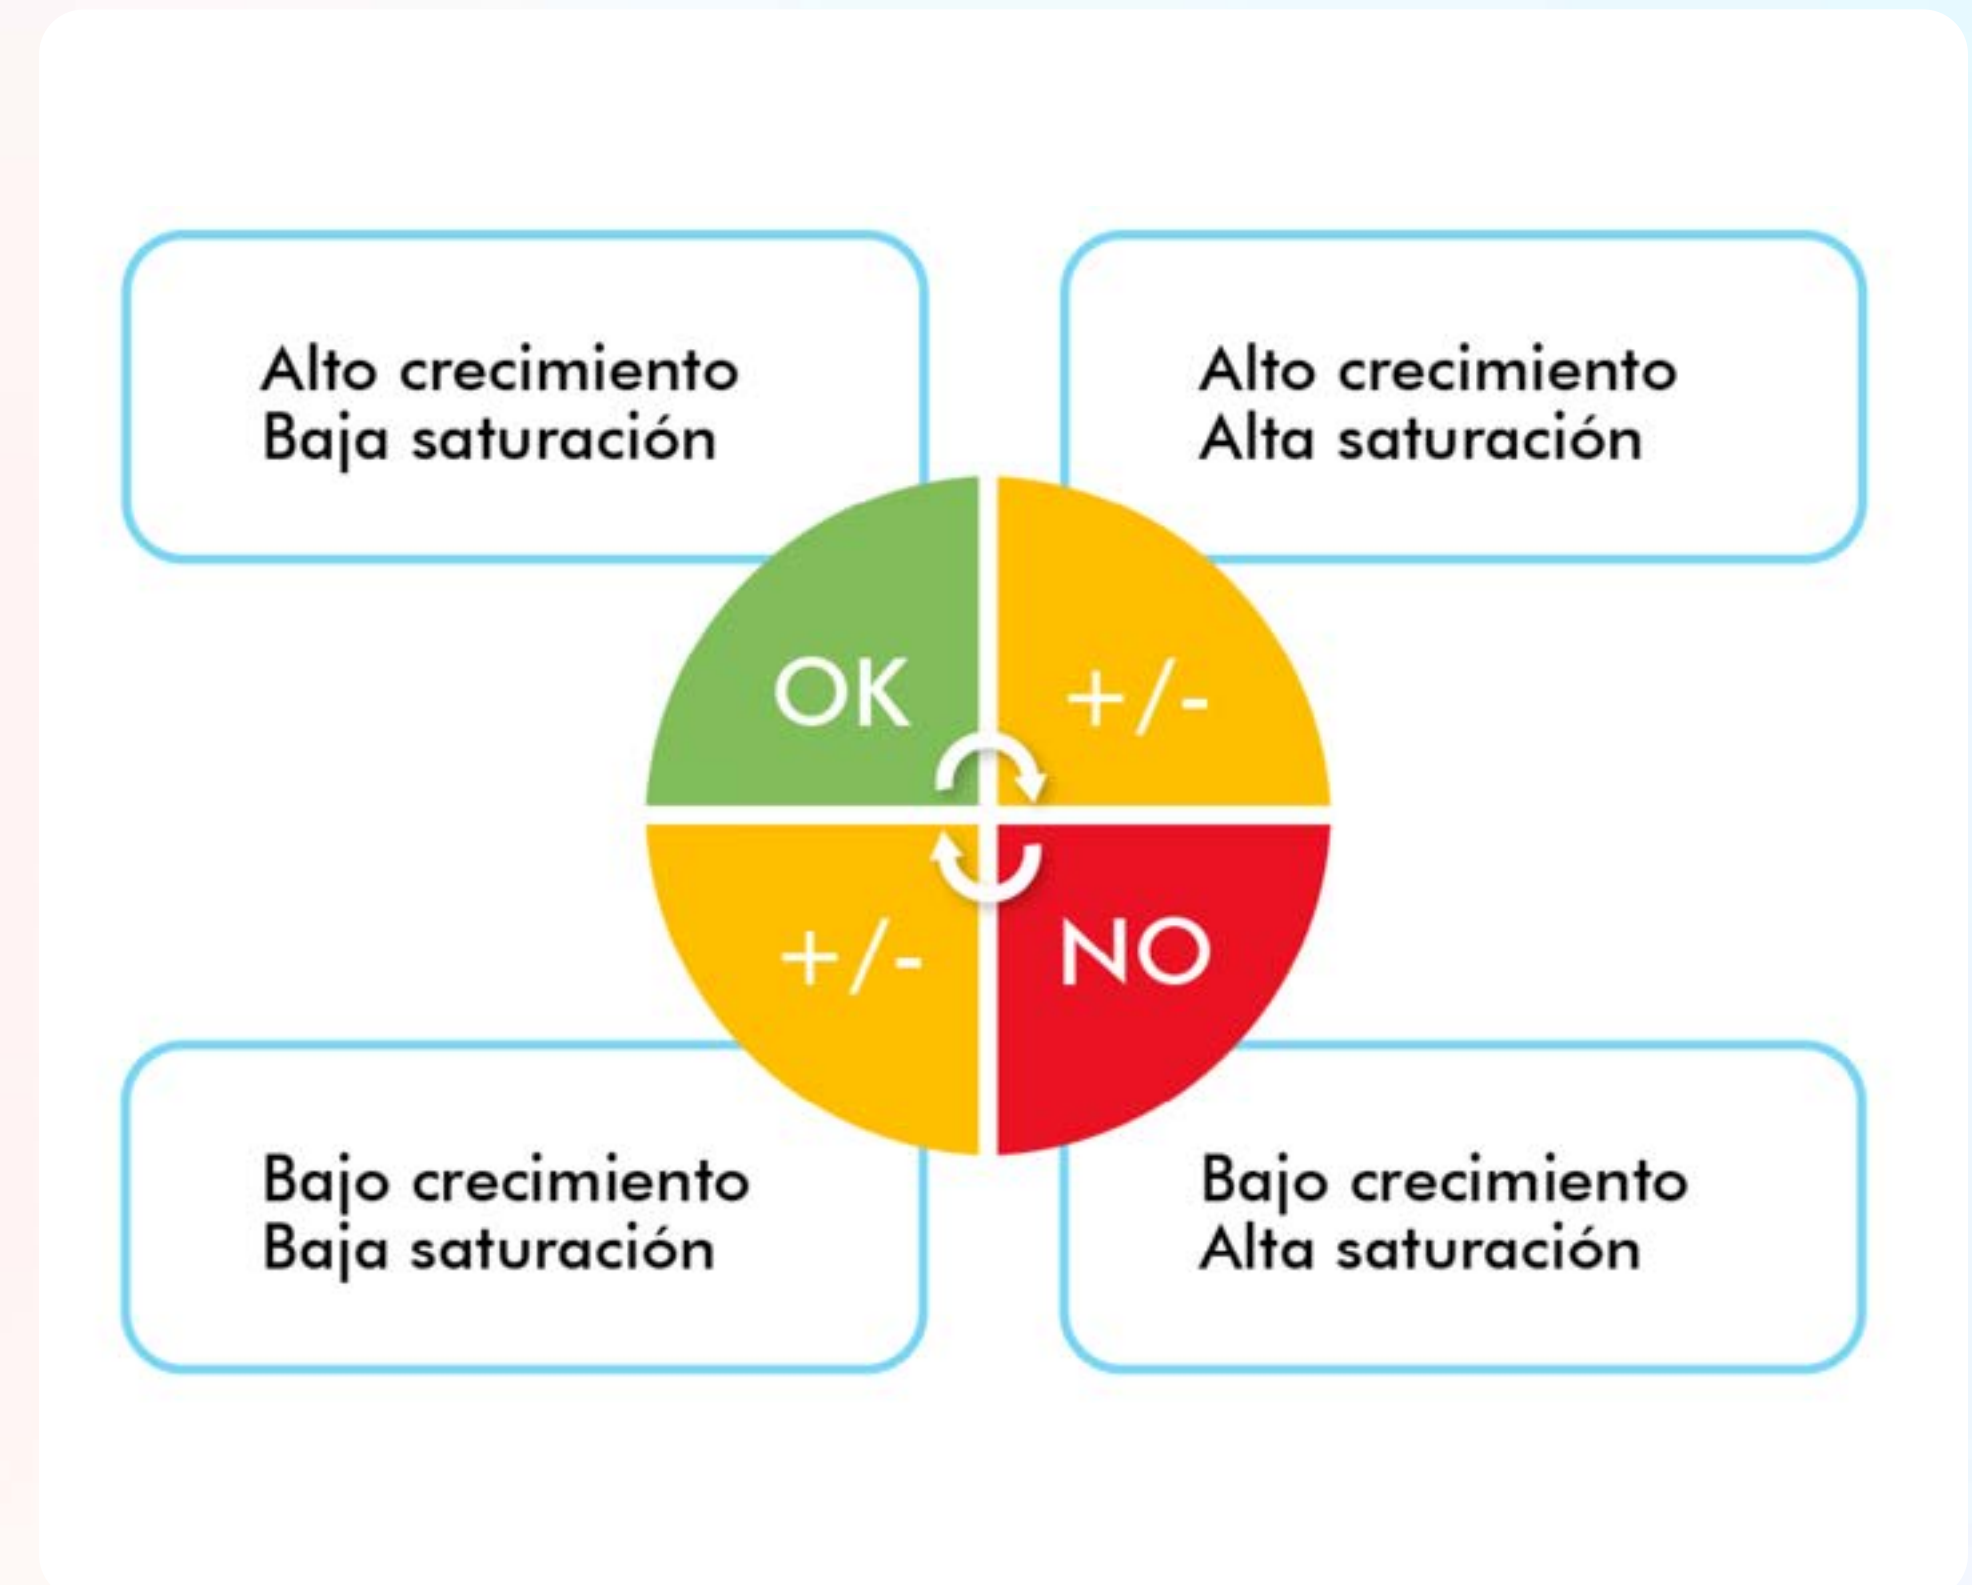 Alto crecimiento
Baja saturación
Alto crecimiento
Alta saturación
OK
+/-
+/-
NO
Bajo crecimiento
Baja saturación
Bajo crecimiento
Alta saturación